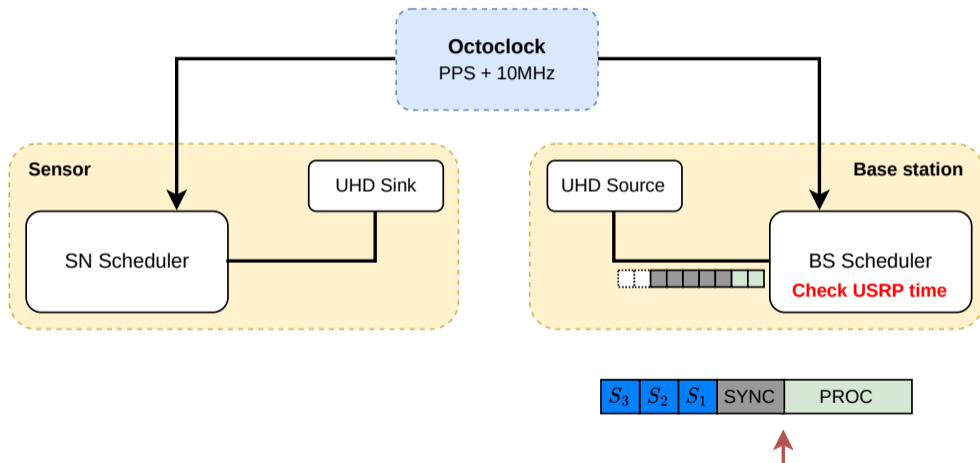 Octoclock
PPS + 10MHz
Sensor
UHD Sink
SN Scheduler
Base station
UHD Source
BS Scheduler
Check USRP time
S₃ S₂ S₁ SYNC PROC